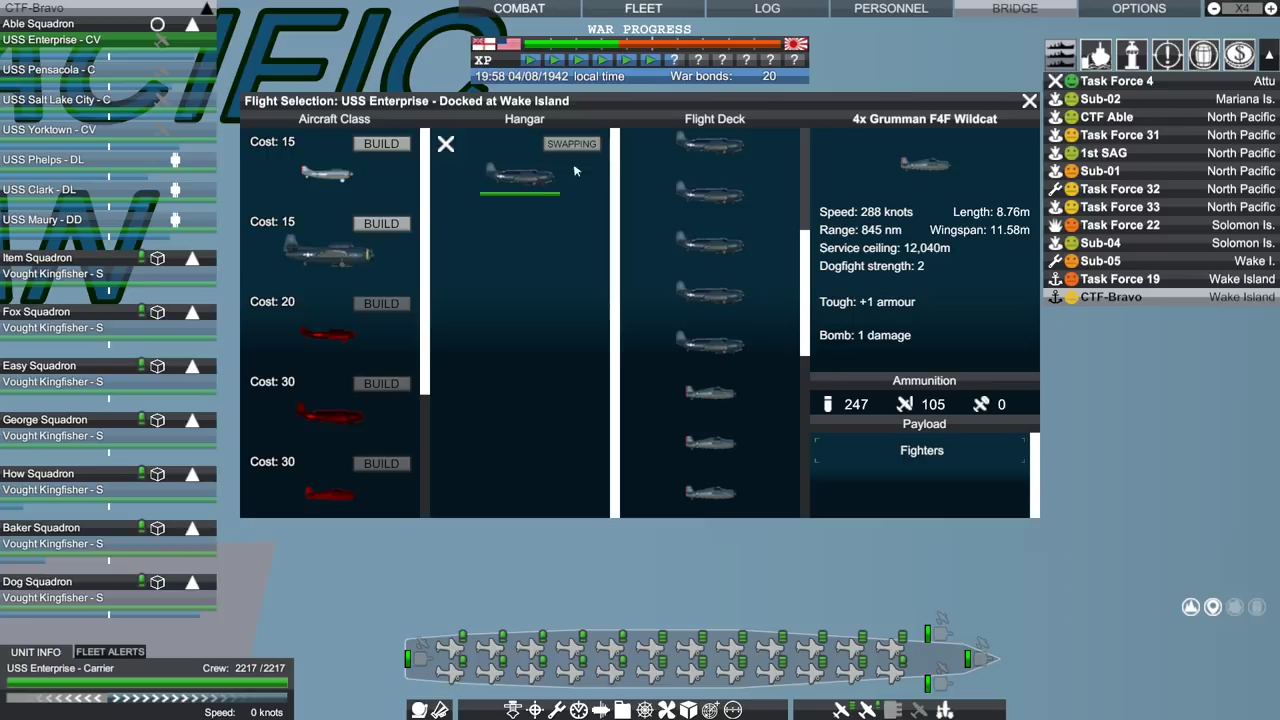 CTF-Bravo
Able Squadron
USS Enterprise - CV
USS Pensacola - C
USS Salt Lake City - C
USS Yorktown - CV
USS Phelps - DL
USS Clark - DL
USS Maury - DD
Item Squadron
Vought Kingfisher - S
Fox Squadron
Vought Kingfisher - S
Easy Squadron
Vought Kingfisher - S
George Squadron
Vought Kingfisher - S
How Squadron
Vought Kingfisher - S
Baker Squadron
Vought Kingfisher - S
Dog Squadron
Vought Kingfisher - S
UNIT INFO FLEET ALERTS
USS Enterprise - Carrier Crew: 2217 /2217
Speed: 0 knots
COMBAT FLEET LOG PERSONNEL BRIDGE OPTIONS X4
PACIFIC
WAR PROGRESS
XP ? ? ? ? ? ?
19:58 04/08/1942 local time War bonds: 20
Flight Selection: USS Enterprise - Docked at Wake Island
Aircraft Class Hangar Flight Deck 4x Grumman F4F Wildcat
Cost: 15 BUILD
SWAPPING
Cost: 15 BUILD
Cost: 20 BUILD
Cost: 30 BUILD
Cost: 30 BUILD
Speed: 288 knots Length: 8.76m
Range: 845 nm Wingspan: 11.58m
Service ceiling: 12,040m
Dogfight strength: 2
Tough: +1 armour
Bomb: 1 damage
Ammunition
247 105 0
Payload
Fighters
Task Force 4 Attu
Sub-02 Mariana Is.
CTF Able North Pacific
Task Force 31 North Pacific
1st SAG North Pacific
Sub-01 North Pacific
Task Force 32 North Pacific
Task Force 33 North Pacific
Task Force 22 Solomon Is.
Sub-04 Solomon Is.
Sub-05 Wake I.
Task Force 19 Wake Island
CTF-Bravo Wake Island